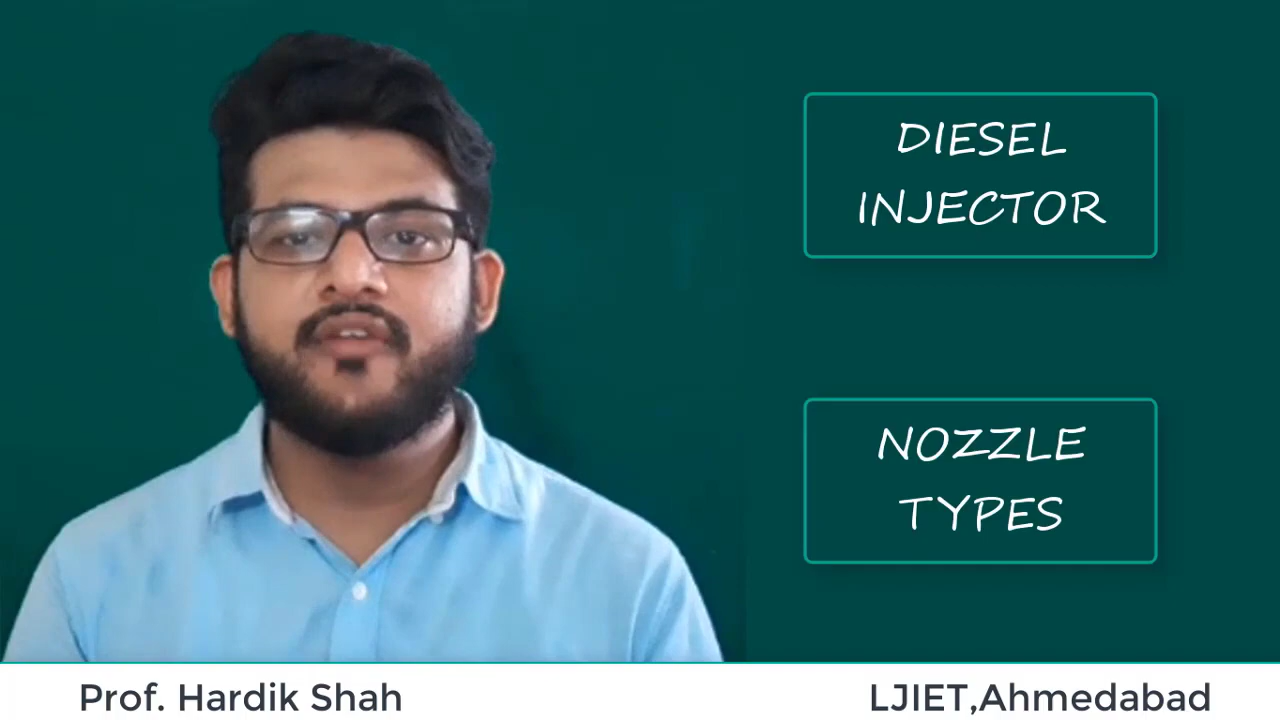 DIESEL
INJECTOR
NOZZLE
TYPES
Prof. Hardik Shah
LJIET,Ahmedabad